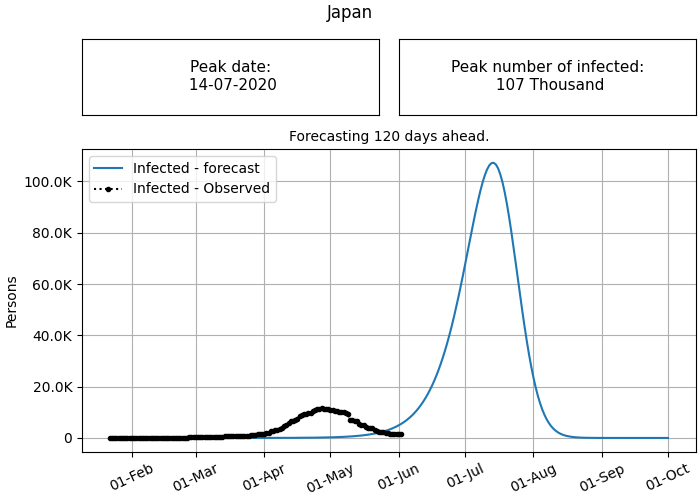 Japan
Peak date:
14-07-2020
Peak number of infected:
107 Thousand
Forecasting 120 days ahead.
Infected - forecast
Infected - Observed
Persons
100.0K
80.0K
60.0K
40.0K
20.0K
0
01-Feb
01-Mar
01-Apr
01-May
01-Jun
01-Jul
01-Aug
01-Sep
01-Oct